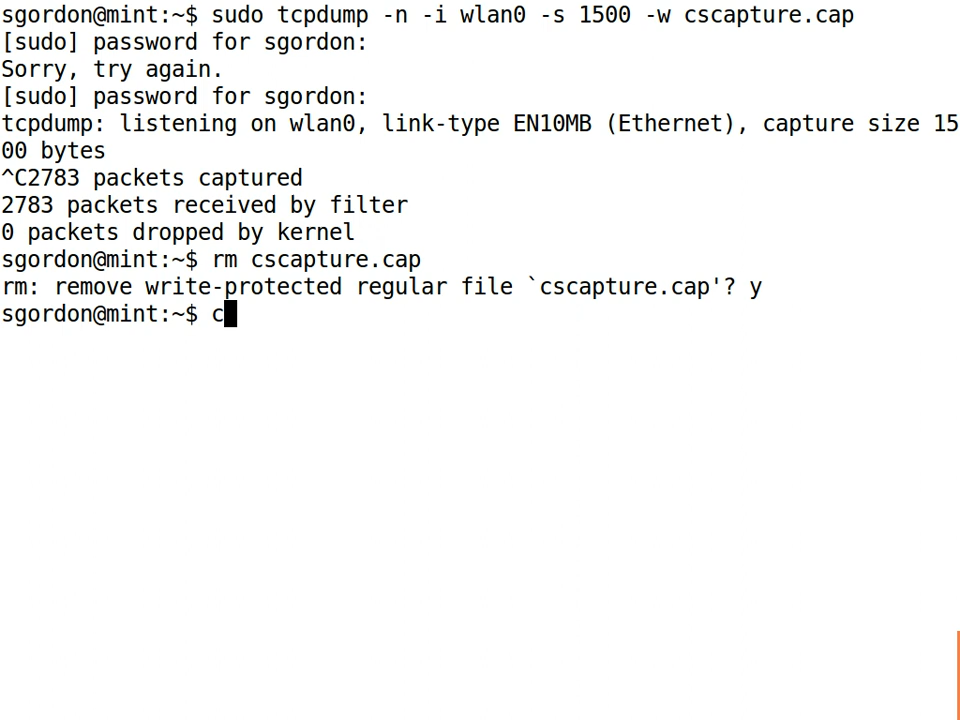 sgordon@mint:~$ sudo tcpdump -n -i wlan0 -s 1500 -w cscapture.cap
[sudo] password for sgordon:
Sorry, try again.
[sudo] password for sgordon:
tcpdump: listening on wlan0, link-type EN10MB (Ethernet), capture size 15
00 bytes
^C2783 packets captured
2783 packets received by filter
0 packets dropped by kernel
sgordon@mint:~$ rm cscapture.cap
rm: remove write-protected regular file `cscapture.cap'? y
sgordon@mint:~$ c